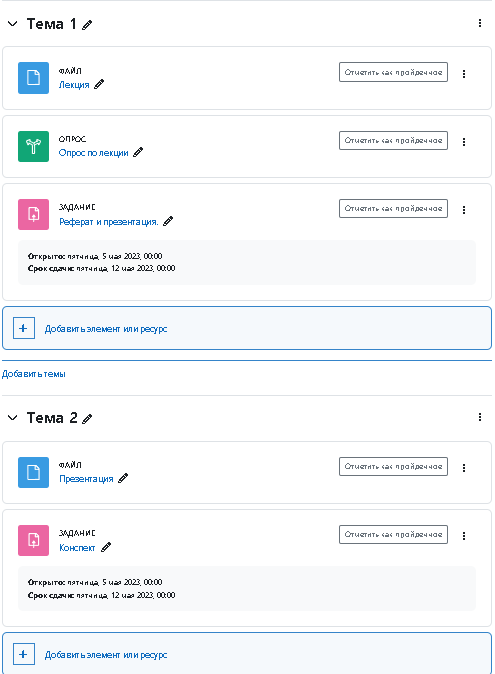 Тема 1
ФАЙЛ
Лекция
Отметить как пройденное
ОПРОС
Опрос по лекции
Отметить как пройденное
ЗАДАНИЕ
Реферат и презентация.
Отметить как пройденное
Открыто: пятница, 5 мая 2023, 00:00
Срок сдачи: пятница, 12 мая 2023, 00:00
Добавить элемент или ресурс
Добавить темы
Тема 2
ФАЙЛ
Презентация
Отметить как пройденное
ЗАДАНИЕ
Конспект
Отметить как пройденное
Открыто: пятница, 5 мая 2023, 00:00
Срок сдачи: пятница, 12 мая 2023, 00:00
Добавить элемент или ресурс